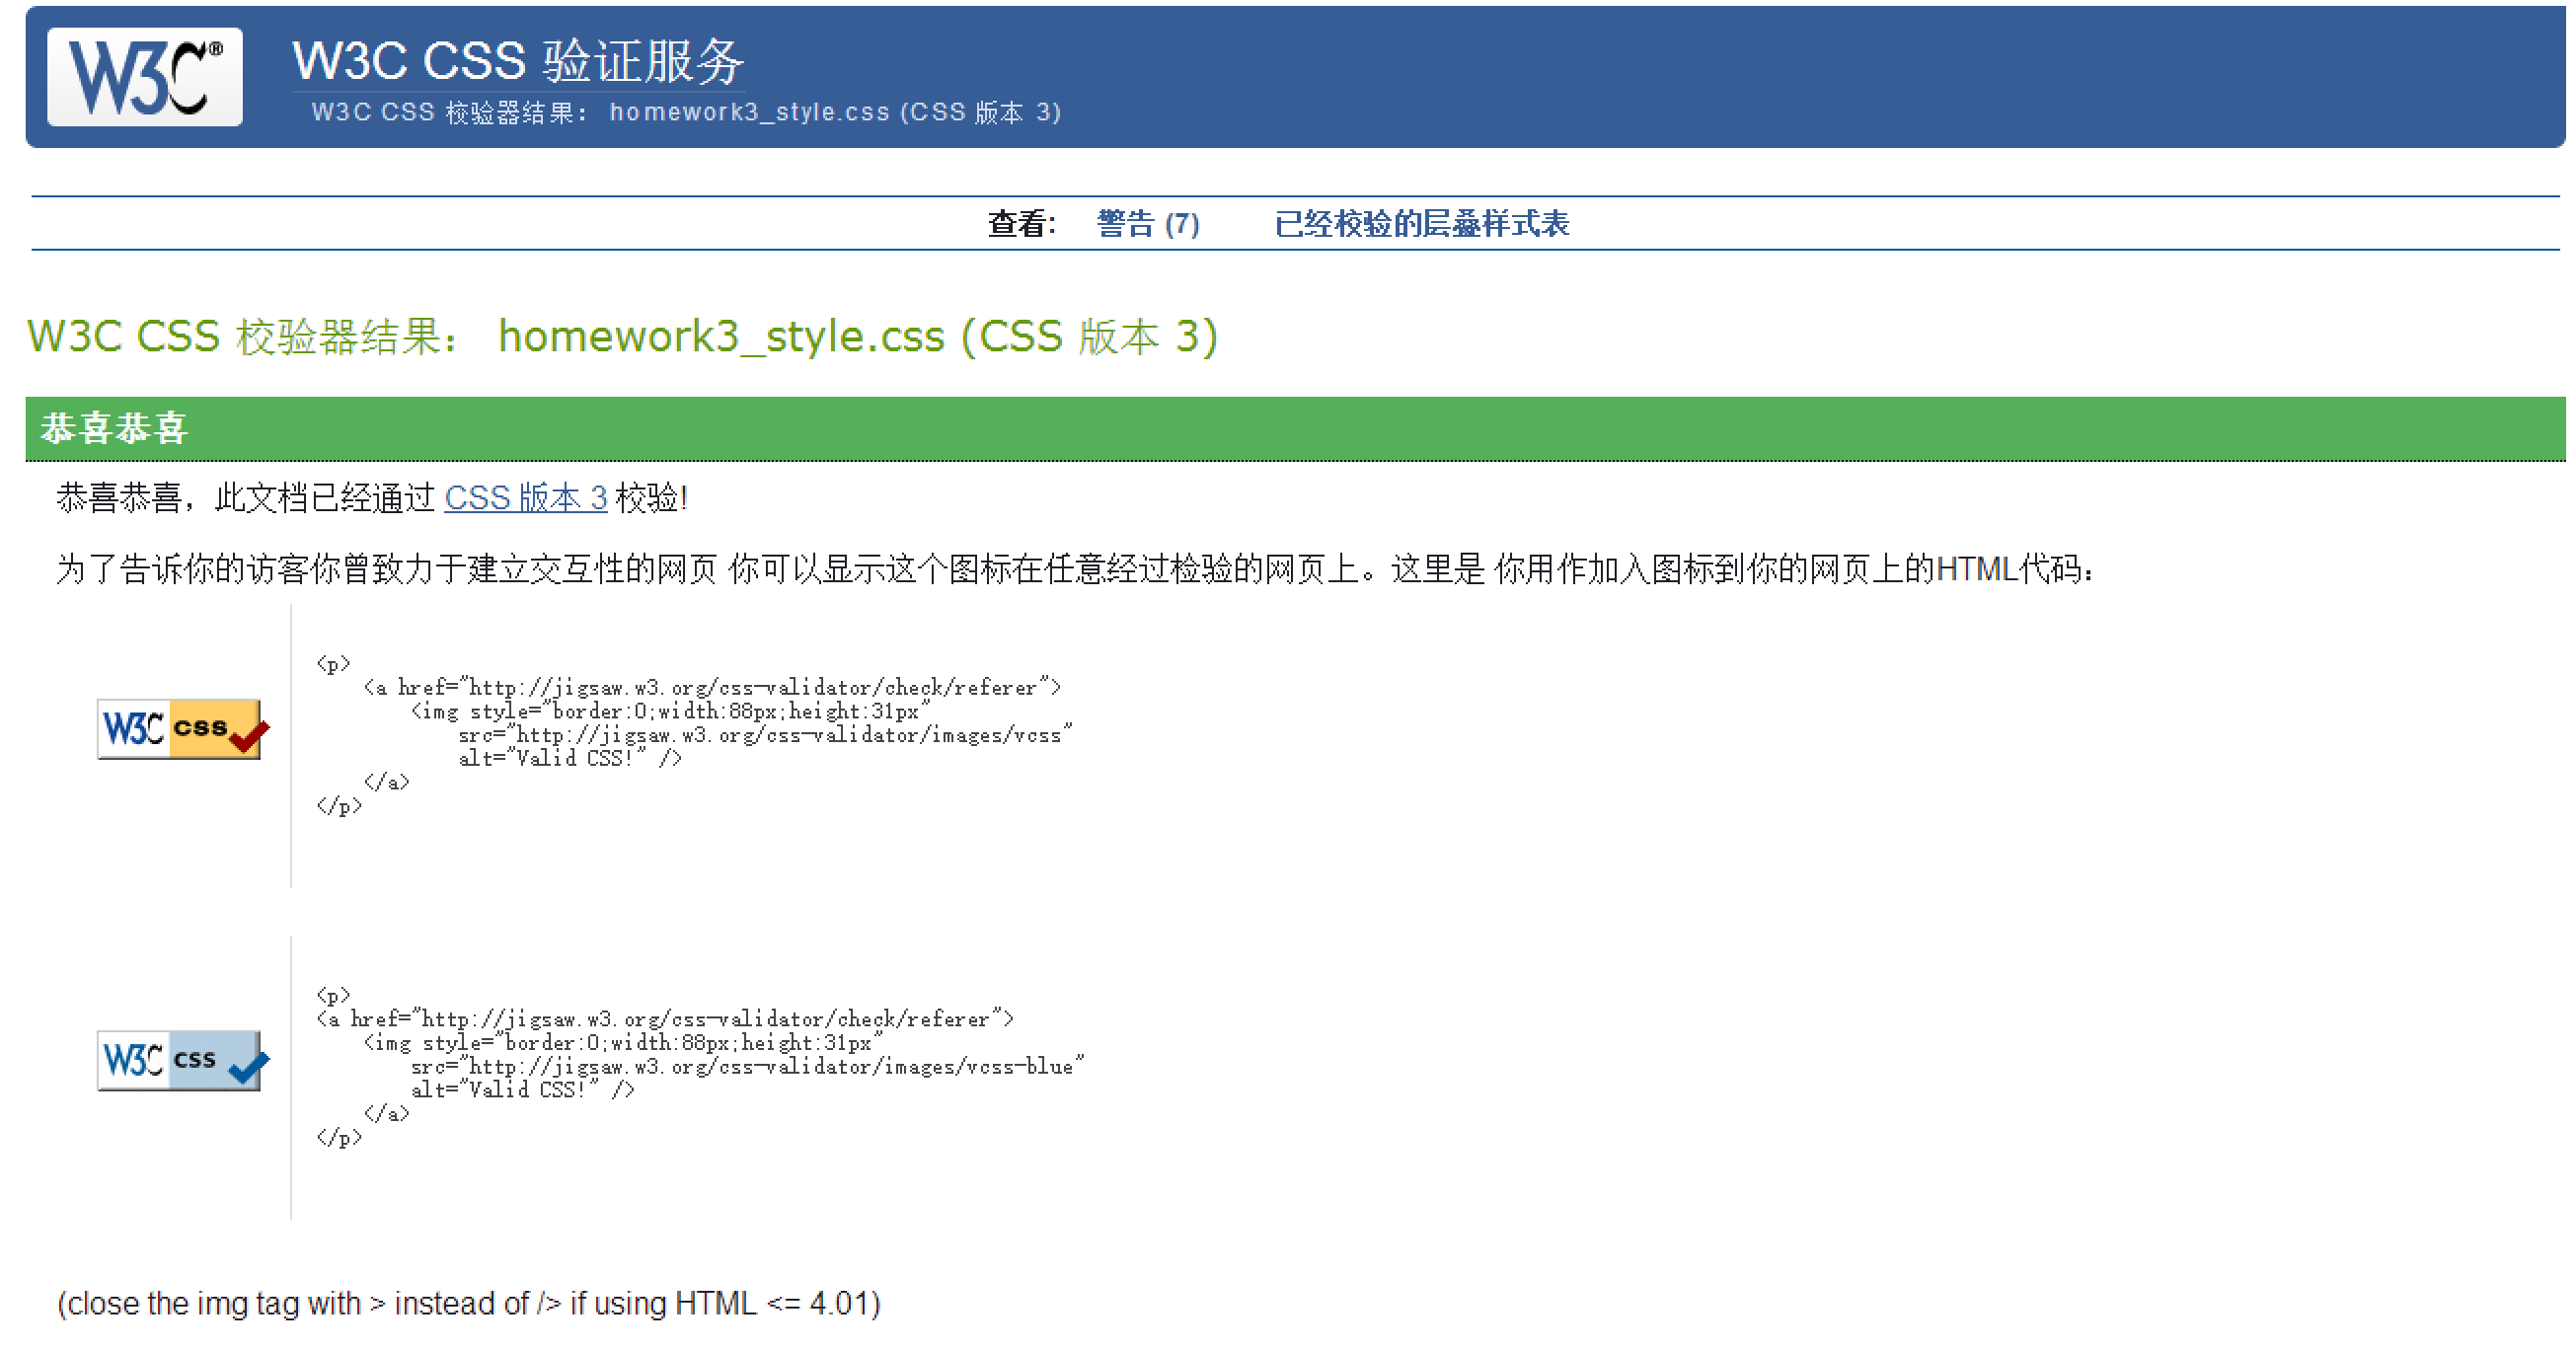 W3C®
W3C CSS 验证服务
W3C CSS 校验器结果： homework3_style.css (CSS 版本 3)
查看: 警告 (7) 已经校验的层叠样式表
W3C CSS 校验器结果： homework3_style.css (CSS 版本 3)
恭喜恭喜
恭喜恭喜，此文档已经通过 CSS 版本 3 校验!
为了告诉你的访客你曾致力于建立交互性的网页 你可以显示这个图标在任意经过检验的网页上。这里是 你用作加入图标到你的网页上的HTML代码：
W3C css
<p>
    <a href="http://jigsaw.w3.org/css-validator/check/referer">
        <img style="border:0;width:88px;height:31px"
            src="http://jigsaw.w3.org/css-validator/images/vcss"
            alt="Valid CSS!" />
    </a>
</p>
W3C css
<p>
<a href="http://jigsaw.w3.org/css-validator/check/referer">
    <img style="border:0;width:88px;height:31px"
        src="http://jigsaw.w3.org/css-validator/images/vcss-blue"
        alt="Valid CSS!" />
    </a>
</p>
(close the img tag with > instead of /> if using HTML <= 4.01)